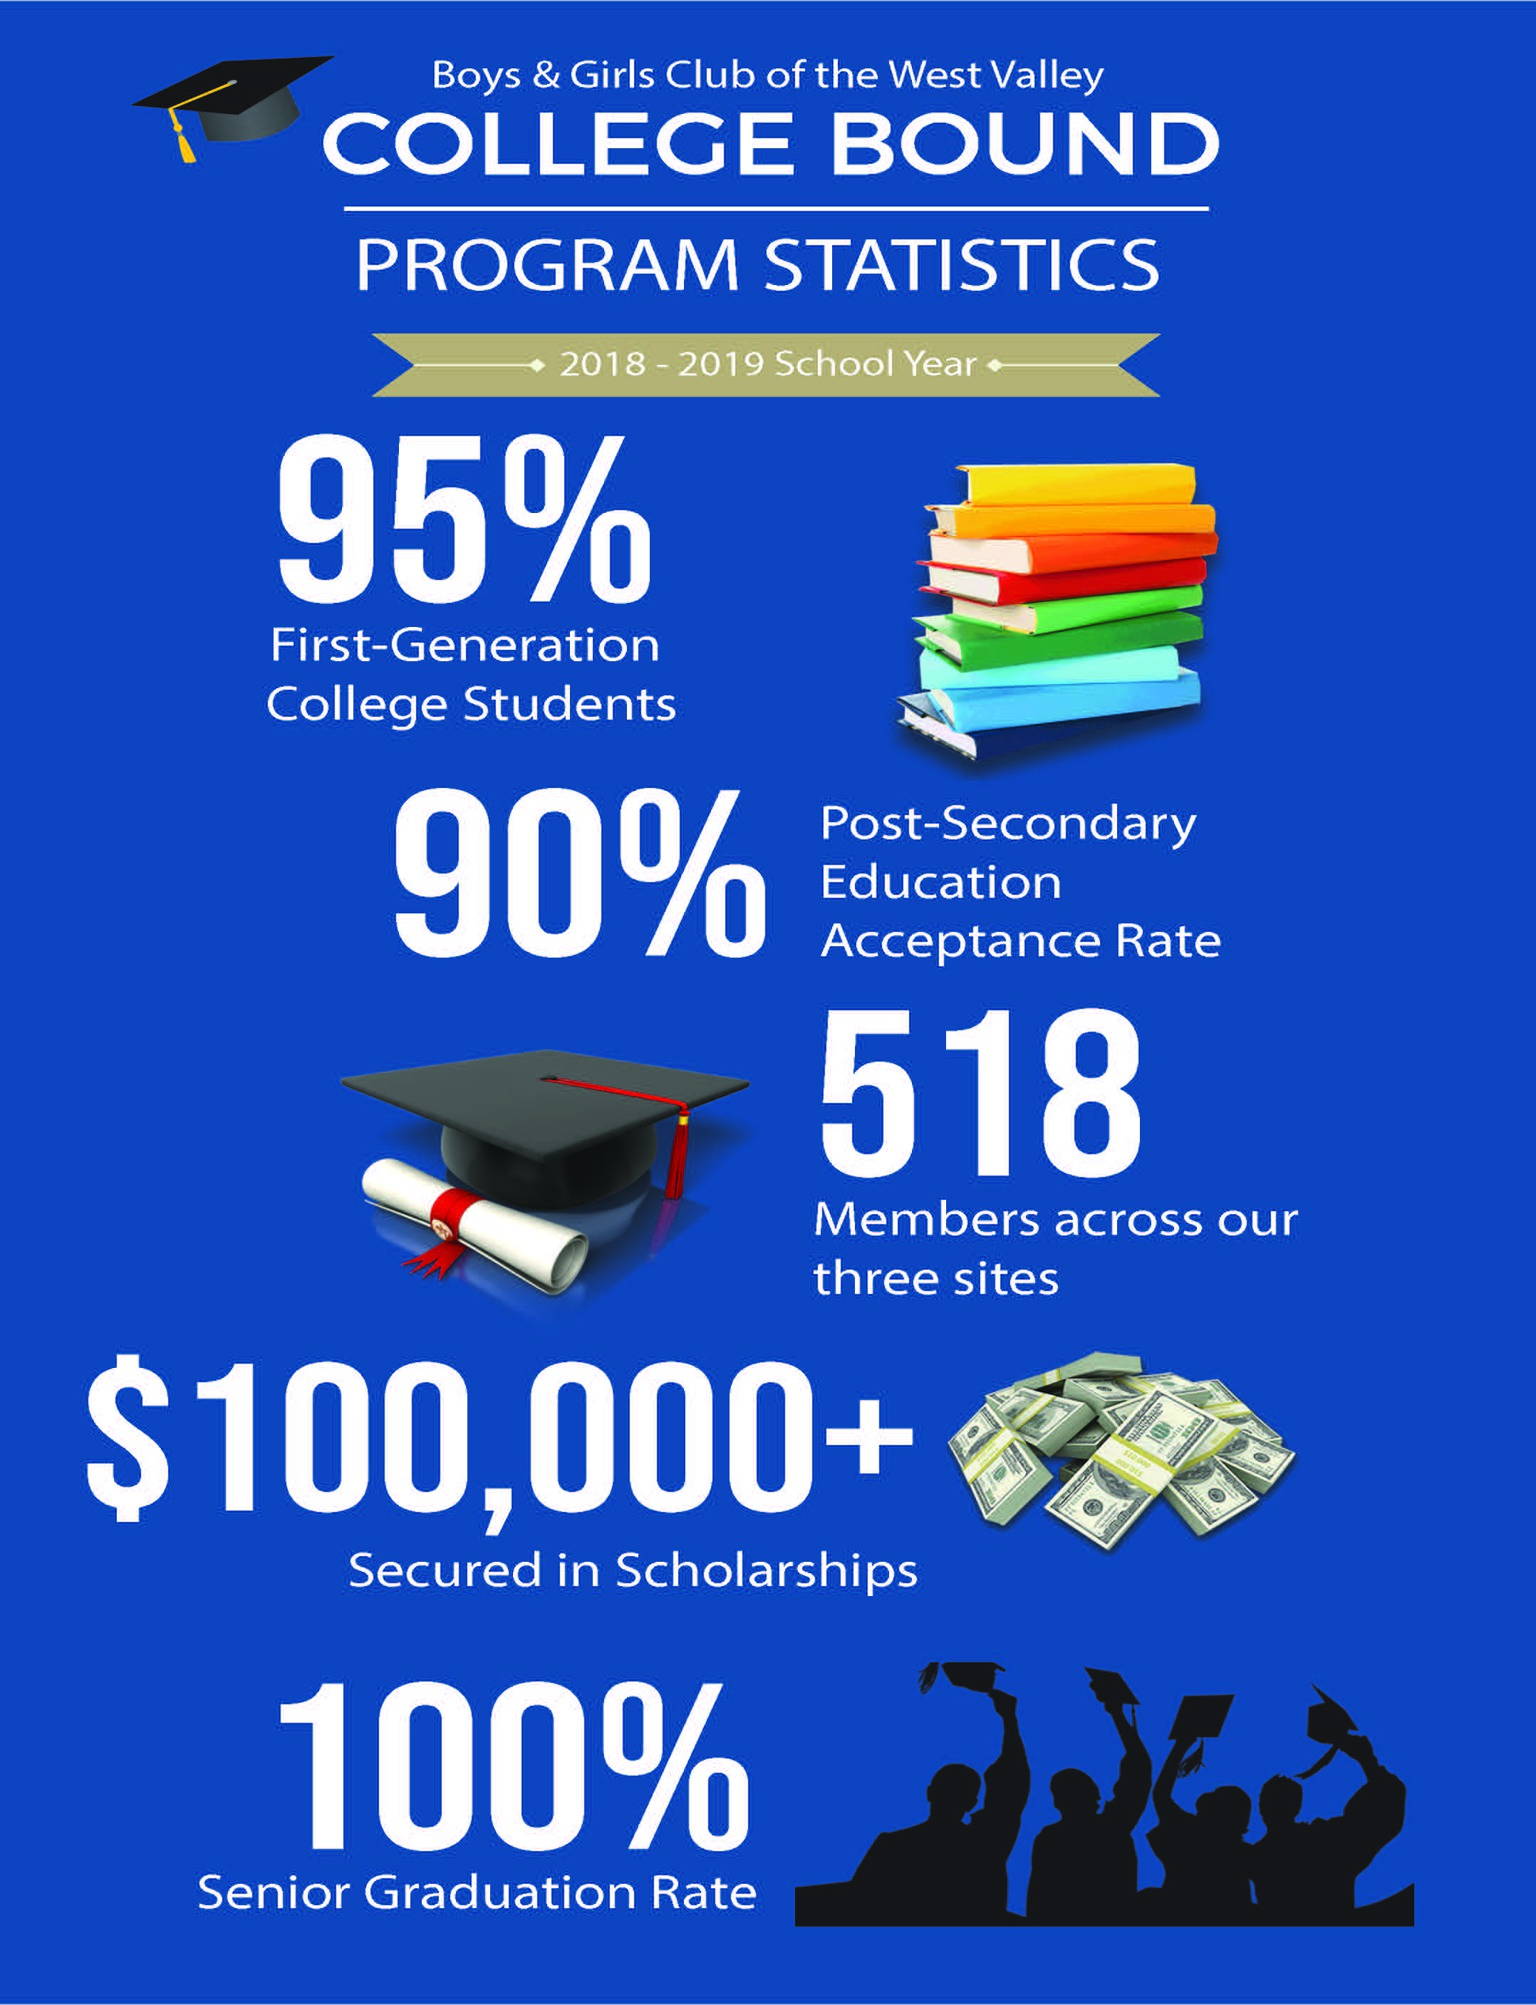 Boys & Girls Club of the West Valley
COLLEGE BOUND
PROGRAM STATISTICS
2018 - 2019 School Year
95%
First-Generation
College Students
90%
Post-Secondary
Education
Acceptance Rate
518
Members across our
three sites
$100,000+
Secured in Scholarships
100%
Senior Graduation Rate